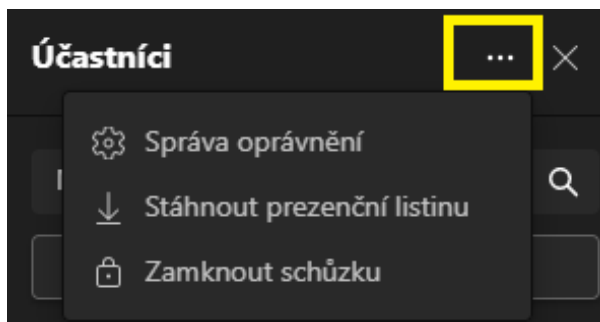 Účastníci
Správa oprávnění
Stáhnout prezenční listinu
Zamknout schůzku